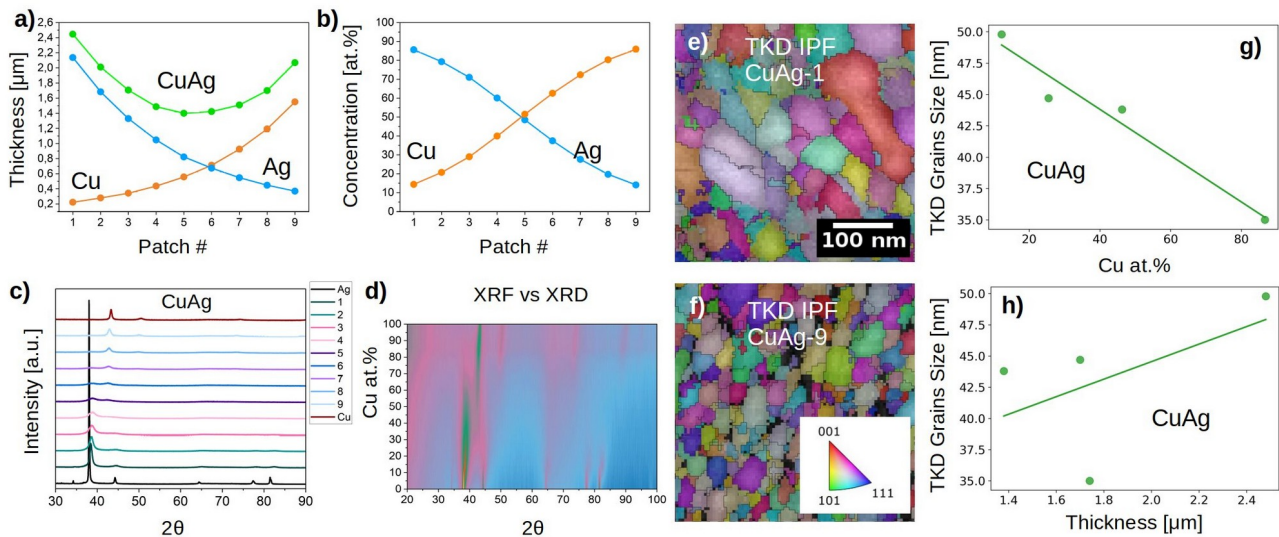 a)
Thickness [μm]
2,6
2,4
2,2
2,0
1,8
1,6
1,4
1,2
1,0
0,8
0,6
0,4
0,2
CuAg
Cu
Ag
1 2 3 4 5 6 7 8 9
Patch #
b)
Concentration [at.%]
100
90
80
70
60
50
40
30
20
10
0
Cu
Ag
1 2 3 4 5 6 7 8 9
Patch #
c)
CuAg
Intensity [a.u.]
30 40 50 60 70 80 90
2θ
Ag
1
2
3
4
5
6
7
8
9
Cu
d)
XRF vs XRD
Cu at.%
100
90
80
70
60
50
40
30
20
10
0
20 30 40 50 60 70 80 90 100
2θ
e)
TKD IPF
CuAg-1
100 nm
f)
TKD IPF
CuAg-9
001
101
111
g)
TKD Grains Size [nm]
50.0
47.5
45.0
42.5
40.0
37.5
35.0
CuAg
20 40 60 80
Cu at.%
h)
TKD Grains Size [nm]
50.0
47.5
45.0
42.5
40.0
37.5
35.0
CuAg
1.4 1.6 1.8 2.0 2.2 2.4
Thickness [μm]